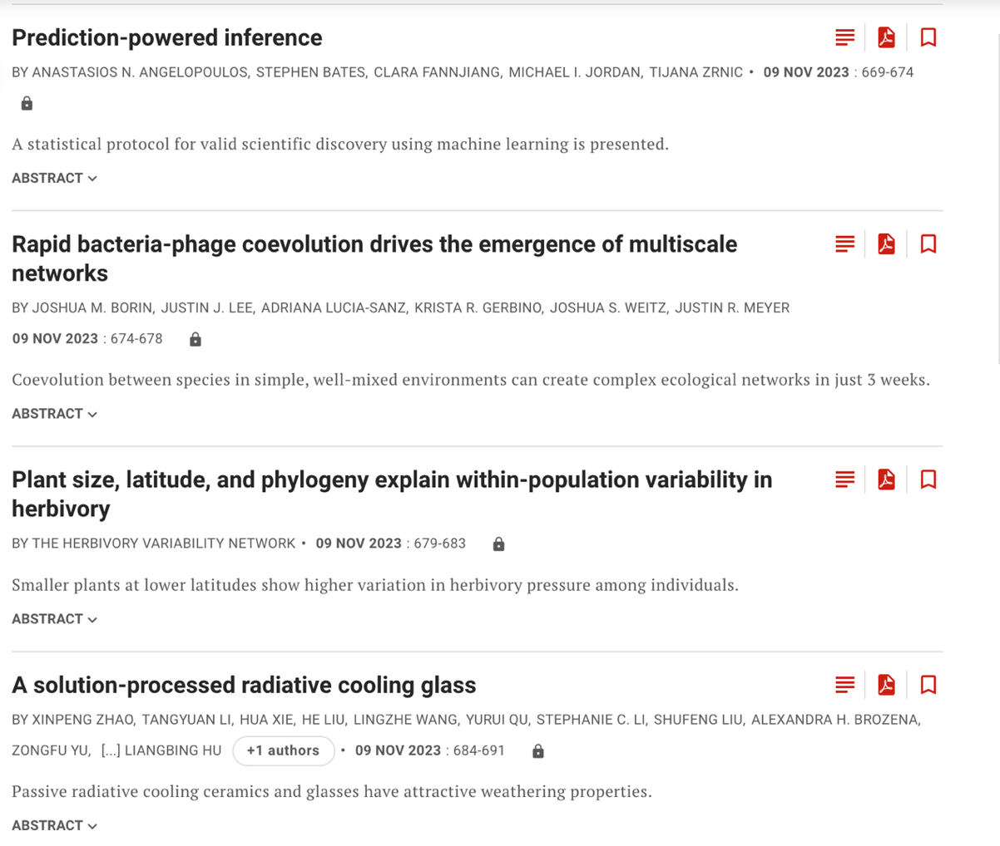 Prediction-powered inference
BY ANASTASIOS N. ANGELOPOULOS, STEPHEN BATES, CLARA FANNJIANG, MICHAEL I. JORDAN, TIJANA ZRNIC • 09 NOV 2023 : 669-674
A statistical protocol for valid scientific discovery using machine learning is presented.
ABSTRACT
Rapid bacteria-phage coevolution drives the emergence of multiscale
networks
BY JOSHUA M. BORIN, JUSTIN J. LEE, ADRIANA LUCIA-SANZ, KRISTA R. GERBINO, JOSHUA S. WEITZ, JUSTIN R. MEYER
09 NOV 2023 : 674-678
Coevolution between species in simple, well-mixed environments can create complex ecological networks in just 3 weeks.
ABSTRACT
Plant size, latitude, and phylogeny explain within-population variability in
herbivory
BY THE HERBIVORY VARIABILITY NETWORK • 09 NOV 2023 : 679-683
Smaller plants at lower latitudes show higher variation in herbivory pressure among individuals.
ABSTRACT
A solution-processed radiative cooling glass
BY XINPENG ZHAO, TANGYUAN LI, HUA XIE, HE LIU, LINGZHE WANG, YURUI QU, STEPHANIE C. LI, SHUFENG LIU, ALEXANDRA H. BROZENA,
ZONGFU YU, [...] LIANGBING HU +1 authors • 09 NOV 2023 : 684-691
Passive radiative cooling ceramics and glasses have attractive weathering properties.
ABSTRACT